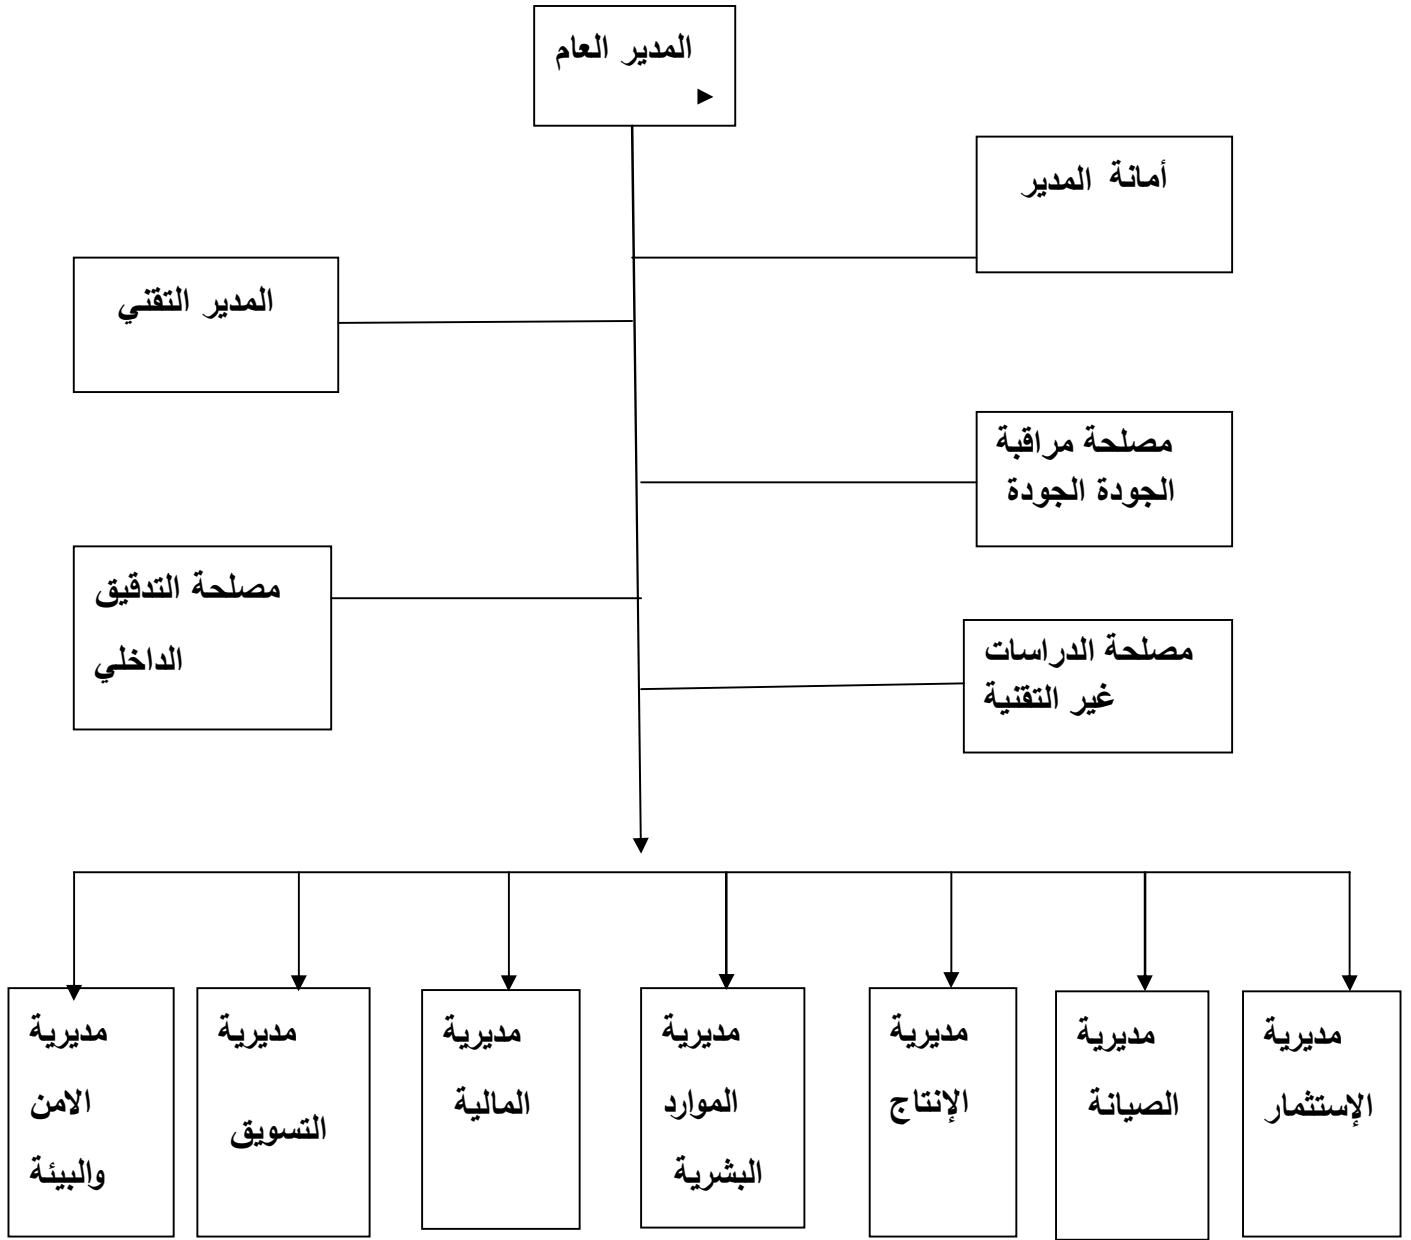 المدير العام
أمانة المدير
المدير التقني
مصلحة مراقبة
الجودة الجودة
مصلحة التدقيق
الداخلي
مصلحة الدراسات
غير التقنية
مديرية
الإستثمار
مديرية
الصيانة
مديرية
الإنتاج
مديرية
الموارد
البشرية
مديرية
المالية
مديرية
التسويق
مديرية
الامن
والبيئة